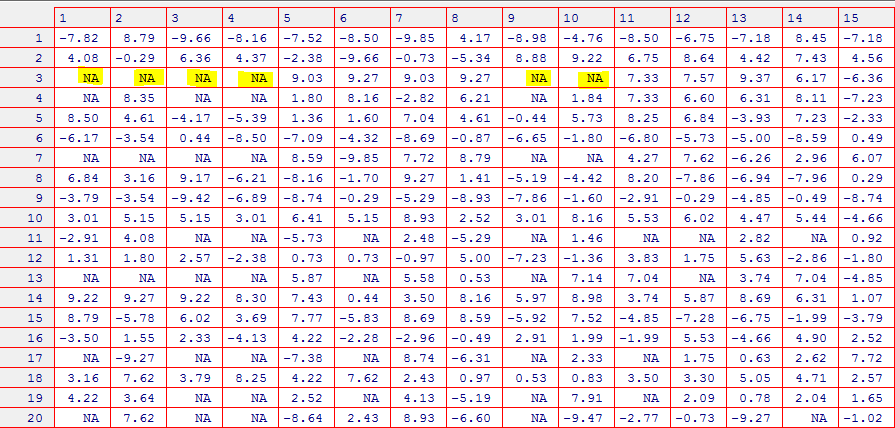 1 2 3 4 5 6 7 8 9 10 11 12 13 14 15
1 -7.82 8.79 -9.66 -8.16 -7.52 -8.50 -9.85 4.17 -8.98 -4.76 -8.50 -6.75 -7.18 8.45 -7.18
2 4.08 -0.29 6.36 4.37 -2.38 -9.66 -0.73 -5.34 8.88 9.22 6.75 8.64 4.42 7.43 4.56
3 NA NA NA NA 9.03 9.27 9.03 9.27 NA NA 7.33 7.57 9.37 6.17 -6.36
4 NA 8.35 NA NA 1.80 8.16 -2.82 6.21 NA 1.84 7.33 6.60 6.31 8.11 -7.23
5 8.50 4.61 -4.17 -5.39 1.36 1.60 7.04 4.61 -0.44 5.73 8.25 6.84 -3.93 7.23 -2.33
6 -6.17 -3.54 0.44 -8.50 -7.09 -4.32 -8.69 -0.87 -6.65 -1.80 -6.80 -5.73 -5.00 -8.59 0.49
7 NA NA NA NA 8.59 -9.85 7.72 8.79 NA NA 4.27 7.62 -6.26 2.96 6.07
8 6.84 3.16 9.17 -6.21 -8.16 -1.70 9.27 1.41 -5.19 -4.42 8.20 -7.86 -6.94 -7.96 0.29
9 -3.79 -3.54 -9.42 -6.89 -8.74 -0.29 -5.29 -8.93 -7.86 -1.60 -2.91 -0.29 -4.85 -0.49 -8.74
10 3.01 5.15 5.15 3.01 6.41 5.15 8.93 2.52 3.01 8.16 5.53 6.02 4.47 5.44 -4.66
11 -2.91 4.08 NA NA -5.73 NA 2.48 -5.29 NA 1.46 NA NA 2.82 NA 0.92
12 1.31 1.80 2.57 -2.38 0.73 0.73 -0.97 5.00 -7.23 -1.36 3.83 1.75 5.63 -2.86 -1.80
13 NA NA NA NA 5.87 NA 5.58 0.53 NA 7.14 7.04 NA 3.74 7.04 -4.85
14 9.22 9.27 9.22 8.30 7.43 0.44 3.50 8.16 5.97 8.98 3.74 5.87 8.69 6.31 1.07
15 8.79 -5.78 6.02 3.69 7.77 -5.83 8.69 8.59 -5.92 7.52 -4.85 -7.28 -6.75 -1.99 -3.79
16 -3.50 1.55 2.33 -4.13 4.22 -2.28 -2.96 -0.49 2.91 1.99 -1.99 5.53 -4.66 4.90 2.52
17 NA -9.27 NA NA -7.38 NA 8.74 -6.31 NA 2.33 NA 1.75 0.63 2.62 7.72
18 3.16 7.62 3.79 8.25 4.22 7.62 2.43 0.97 0.53 0.83 3.50 3.30 5.05 4.71 2.57
19 4.22 3.64 NA NA 2.52 NA 4.13 -5.19 NA 7.91 NA 2.09 0.78 2.04 1.65
20 NA 7.62 NA NA -8.64 2.43 8.93 -6.60 NA -9.47 -2.77 -0.73 -9.27 NA -1.02